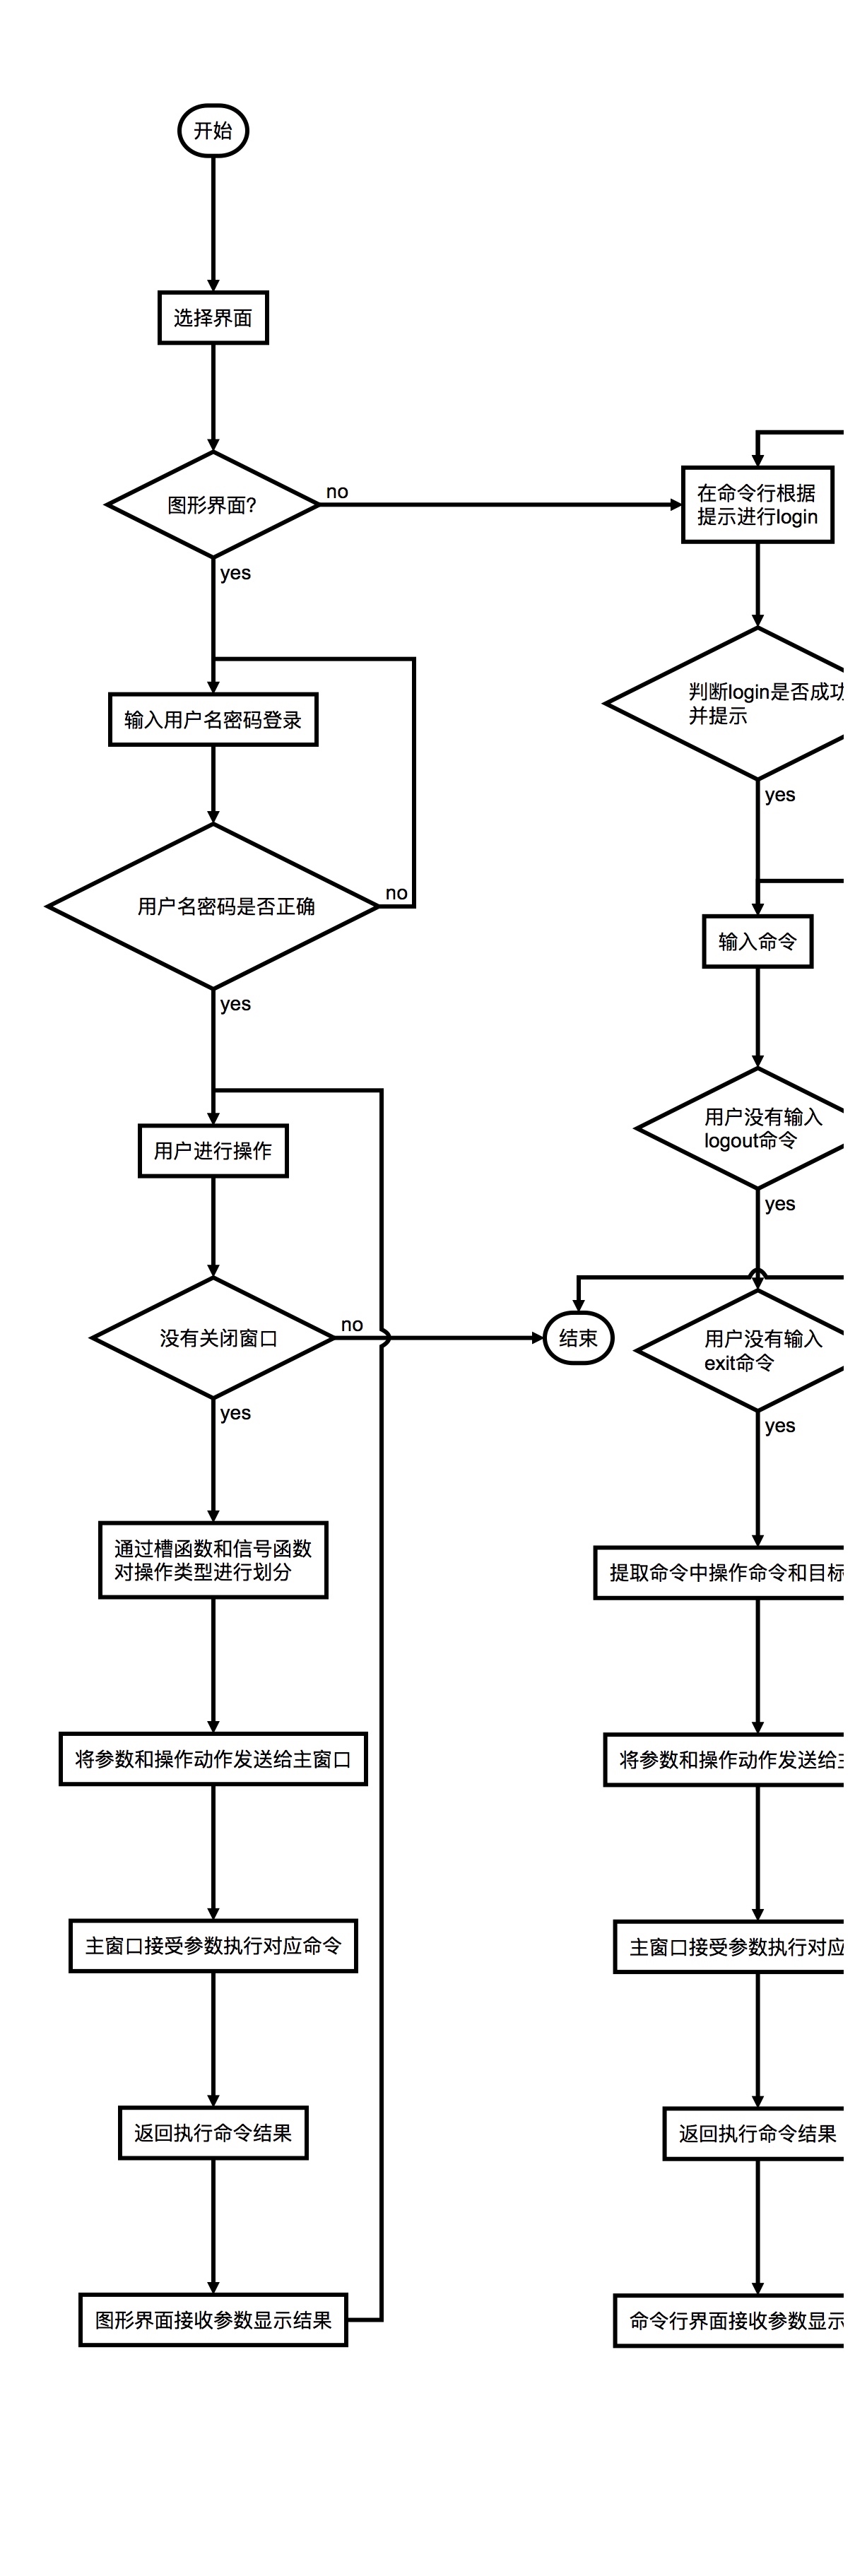 开始
选择界面
图形界面?
no
yes
输入用户名密码登录
用户名密码是否正确
no
yes
用户进行操作
没有关闭窗口
no
yes
通过槽函数和信号函数
对操作类型进行划分
将参数和操作动作发送给主窗口
主窗口接受参数执行对应命令
返回执行命令结果
图形界面接收参数显示结果
结束
在命令行根据
提示进行login
判断login是否成功
并提示
yes
输入命令
用户没有输入
logout命令
yes
用户没有输入
exit命令
yes
提取命令中操作命令和目标
将参数和操作动作发送给
主窗口接受参数执行对应
返回执行命令结果
命令行界面接收参数显示